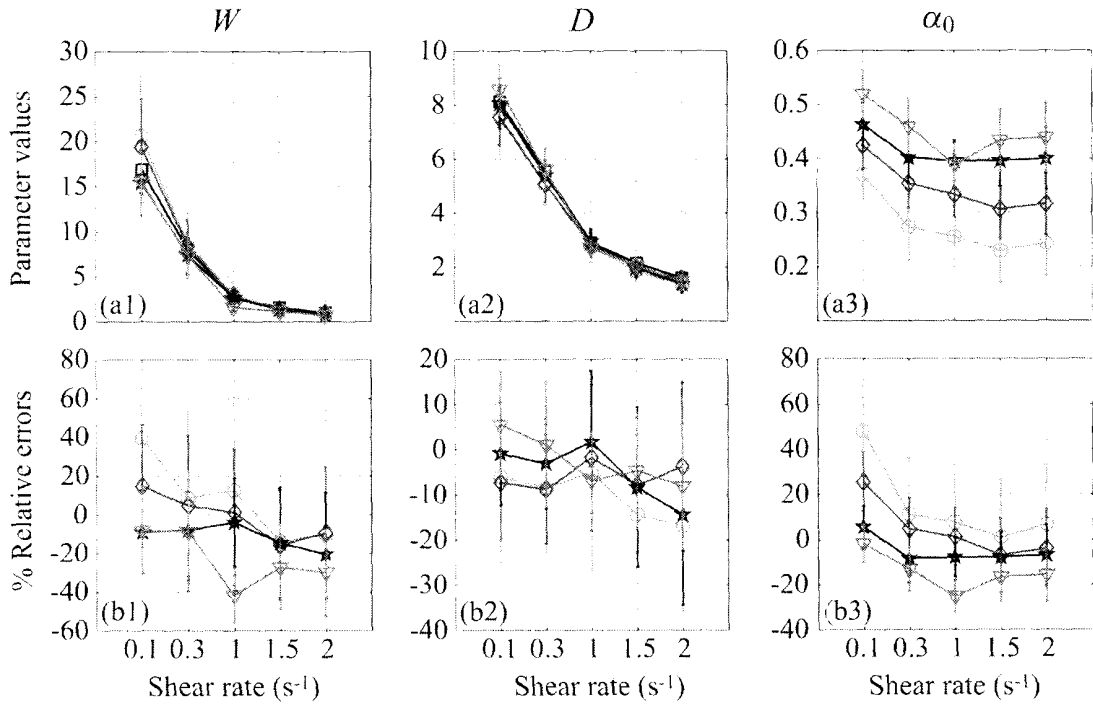 W D α₀
Parameter values
30
25
20
15
10
5
0
(a1)
10
8
6
4
2
(a2)
0.6
0.5
0.4
0.3
0.2
(a3)
% Relative errors
80
60
40
20
0
-20
-40
-60
(b1)
20
10
0
-10
-20
-30
-40
(b2)
80
60
40
20
0
-20
-40
(b3)
0.1 0.3 1 1.5 2
0.1 0.3 1 1.5 2
0.1 0.3 1 1.5 2
Shear rate (s⁻¹)
Shear rate (s⁻¹)
Shear rate (s⁻¹)